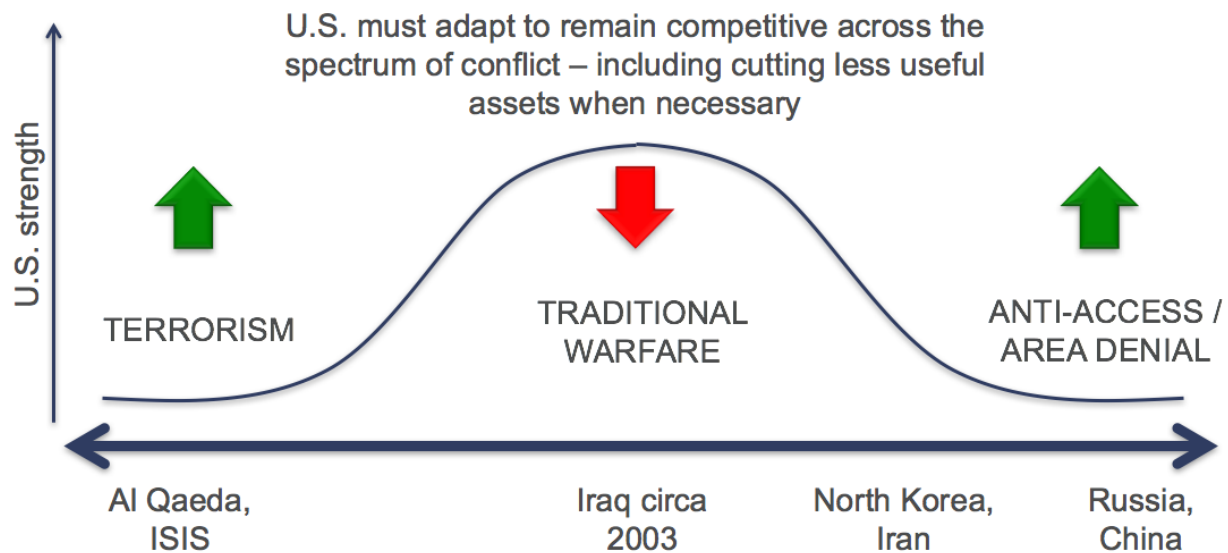 U.S. must adapt to remain competitive across the
spectrum of conflict – including cutting less useful
assets when necessary
U.S. strength
TERRORISM
TRADITIONAL
WARFARE
ANTI-ACCESS /
AREA DENIAL
Al Qaeda,
ISIS
Iraq circa
2003
North Korea,
Iran
Russia,
China